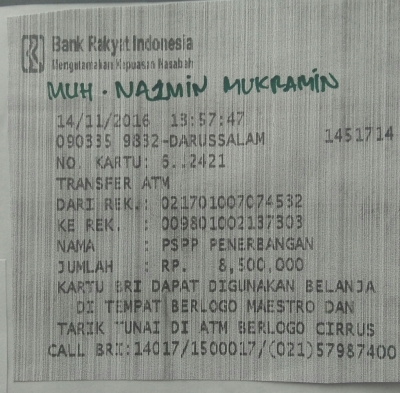 Bank Rakyat Indonesia
Mengutamakan Kepuasan Nasabah
MUH. NAIMIN MUKRAMIN
14/11/2016 13:57:47
090335 9832-DARUSSALAM 1451714
NO. KARTU: 6..2421
TRANSFER ATM
DARI REK.: 021701007074532
KE REK. : 009801002137303
NAMA : PSPP PENERBANGAN
JUMLAH : RP. 8,500,000
KARTU BRI DAPAT DIGUNAKAN BELANJA
DI TEMPAT BERLOGO MAESTRO DAN
TARIK TUNAI DI ATM BERLOGO CIRRUS
CALL BRI:14017/1500017/(021)57987400